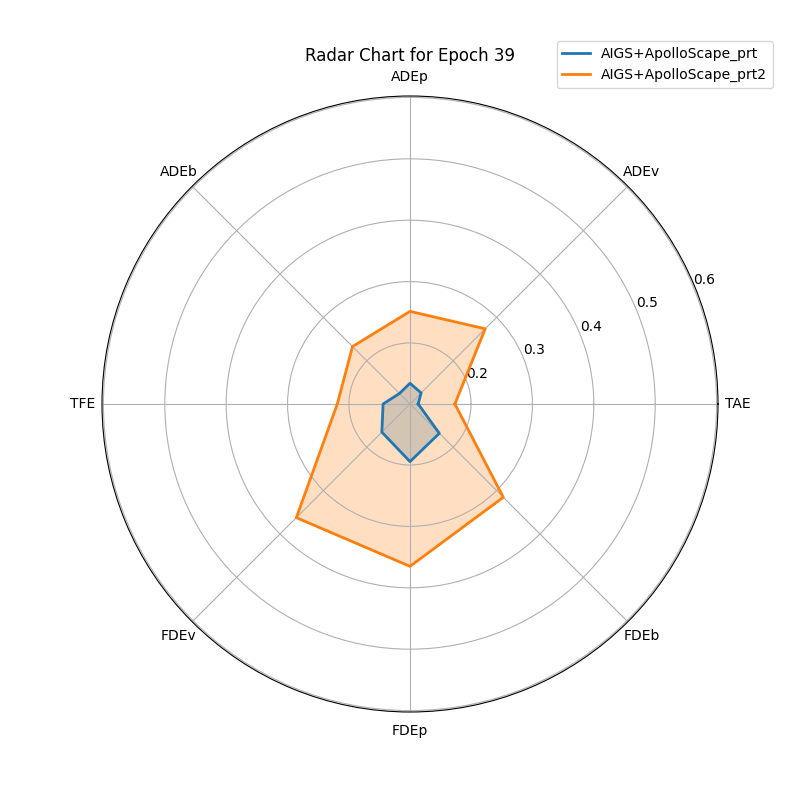 Radar Chart for Epoch 39
AIGS+ApolloScape_prt
AIGS+ApolloScape_prt2
ADEp
ADEb
ADEv
0.6
0.5
0.4
0.3
0.2
TFE
TAE
FDEv
FDEb
FDEp